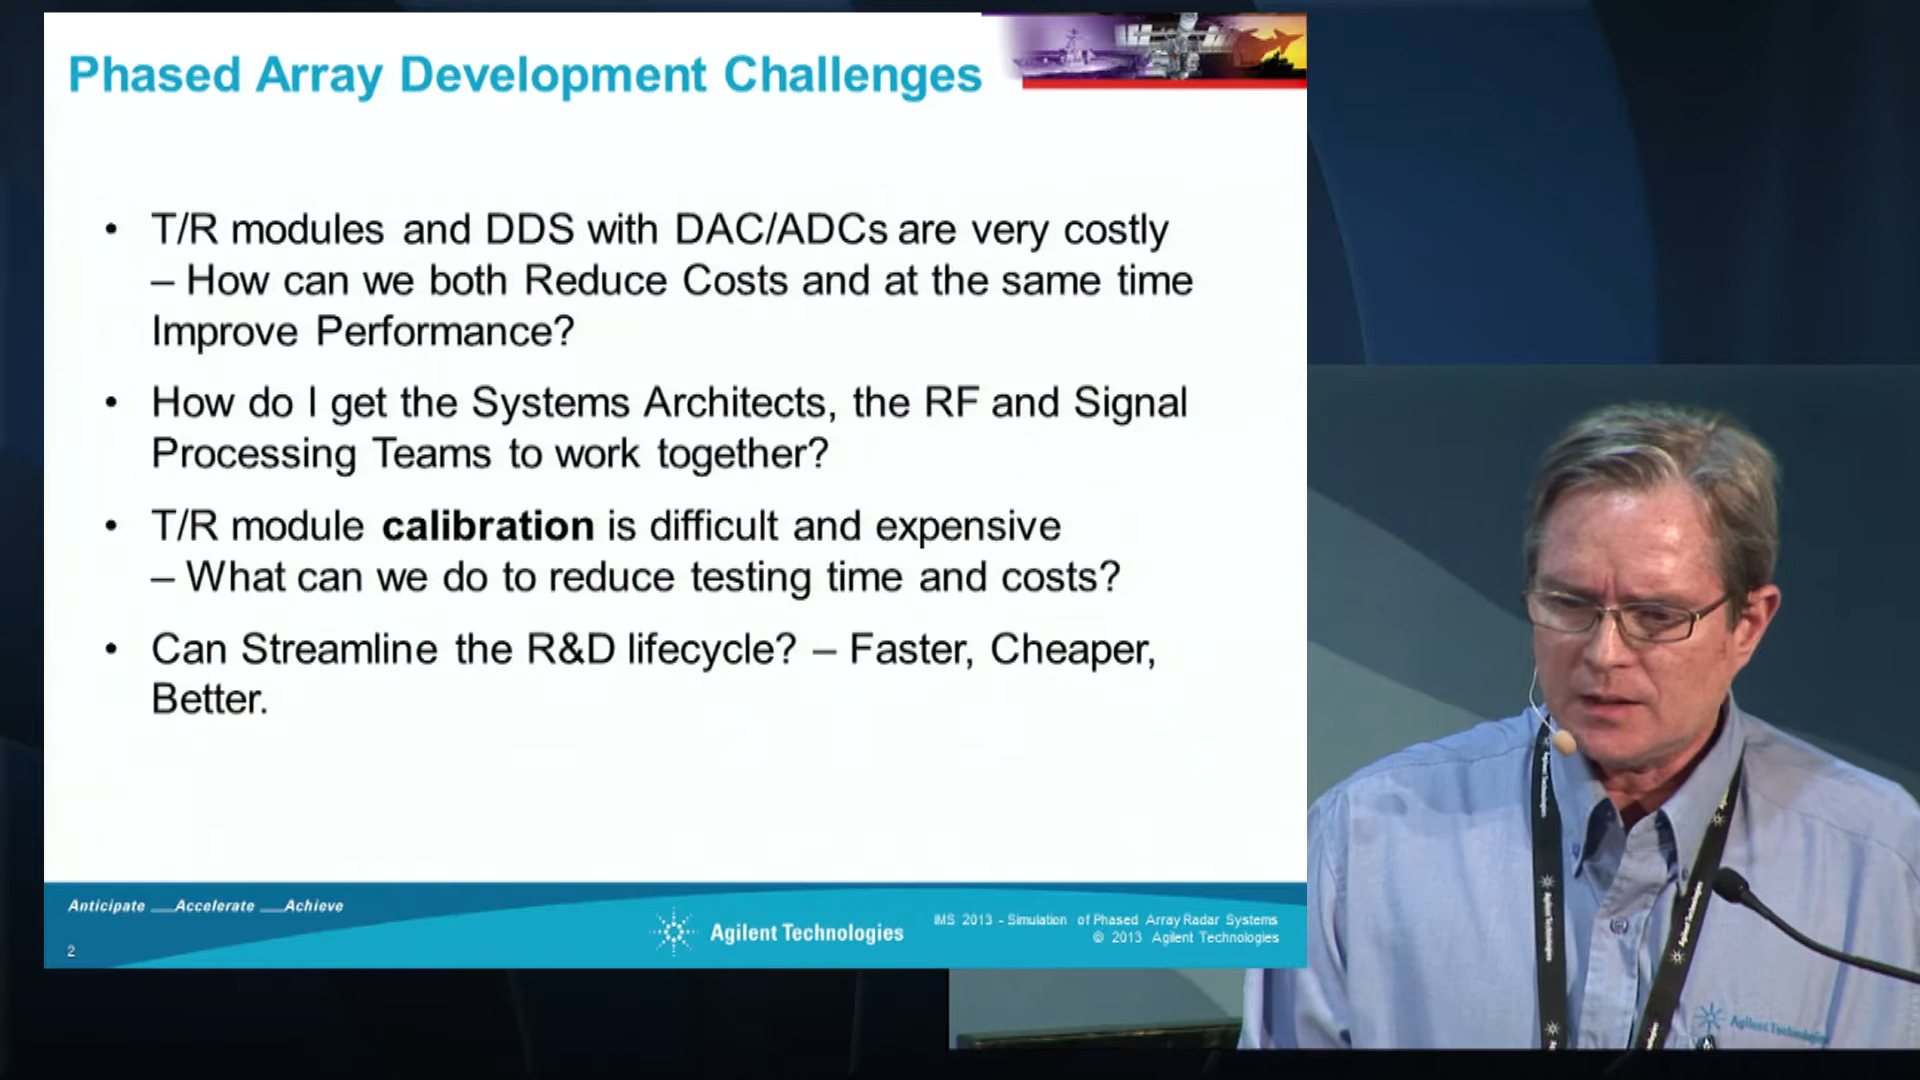 Phased Array Development Challenges
• T/R modules and DDS with DAC/ADCs are very costly
– How can we both Reduce Costs and at the same time
Improve Performance?
• How do I get the Systems Architects, the RF and Signal
Processing Teams to work together?
• T/R module calibration is difficult and expensive
– What can we do to reduce testing time and costs?
• Can Streamline the R&D lifecycle? – Faster, Cheaper,
Better.
Anticipate __Accelerate __Achieve
2
Agilent Technologies
IMS 2013 - Simulation of Phased Array Radar Systems
© 2013 Agilent Technologies
Agilent Technologies